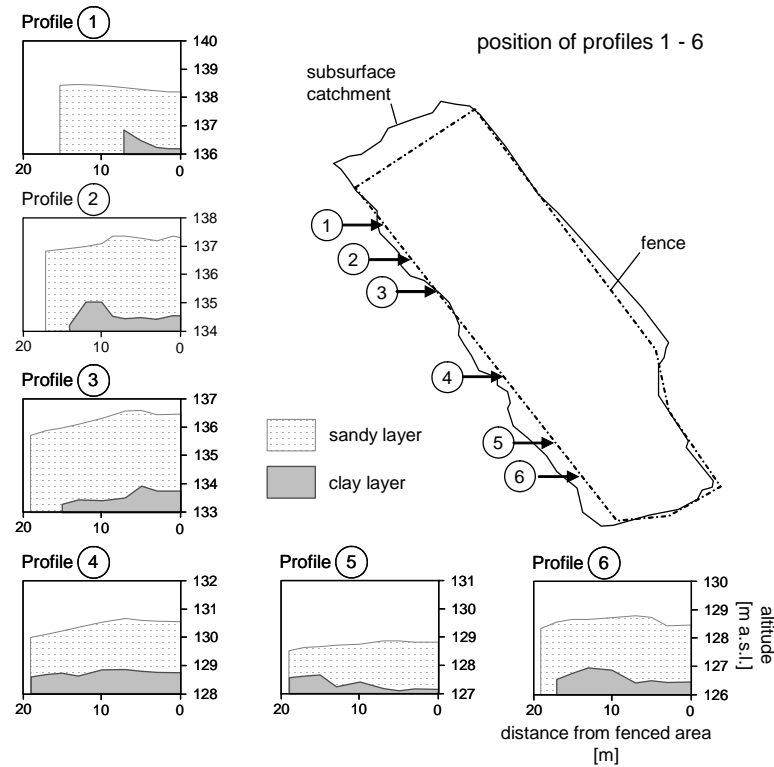 Profile 1
140
139
138
137
136
20 10 0
Profile 2
138
137
136
135
134
20 10 0
Profile 3
137
136
135
134
133
20 10 0
position of profiles 1 - 6
subsurface
catchment
fence
1
2
3
4
5
6
sandy layer
clay layer
Profile 4
132
131
130
129
128
20 10 0
Profile 5
131
130
129
128
127
20 10 0
Profile 6
130
129
128
127
126
20 10 0
altitude
[m a.s.l.]
distance from fenced area
[m]